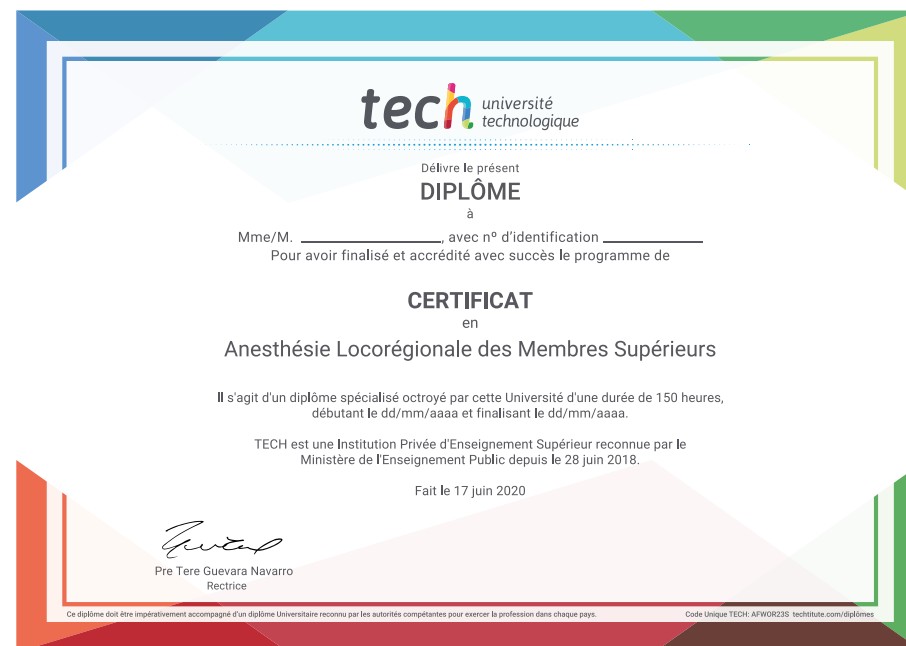 tech université
technologique
Délivre le présent
DIPLÔME
à
Mme/M. ____________________, avec nº d'identification ______________
Pour avoir finalisé et accrédité avec succès le programme de
CERTIFICAT
en
Anesthésie Locorégionale des Membres Supérieurs
Il s'agit d'un diplôme spécialisé octroyé par cette Université d'une durée de 150 heures,
débutant le dd/mm/aaaa et finalisant le dd/mm/aaaa.
TECH est une Institution Privée d'Enseignement Supérieur reconnue par le
Ministère de l'Enseignement Public depuis le 28 juin 2018.
Fait le 17 juin 2020
Pre Tere Guevara Navarro
Rectrice
Ce diplôme doit être impérativement accompagné d'un diplôme Universitaire reconnu par les autorités compétantes pour exercer la profession dans chaque pays.
Code Unique TECH: AFWOR23S techtitute.com/diplômes